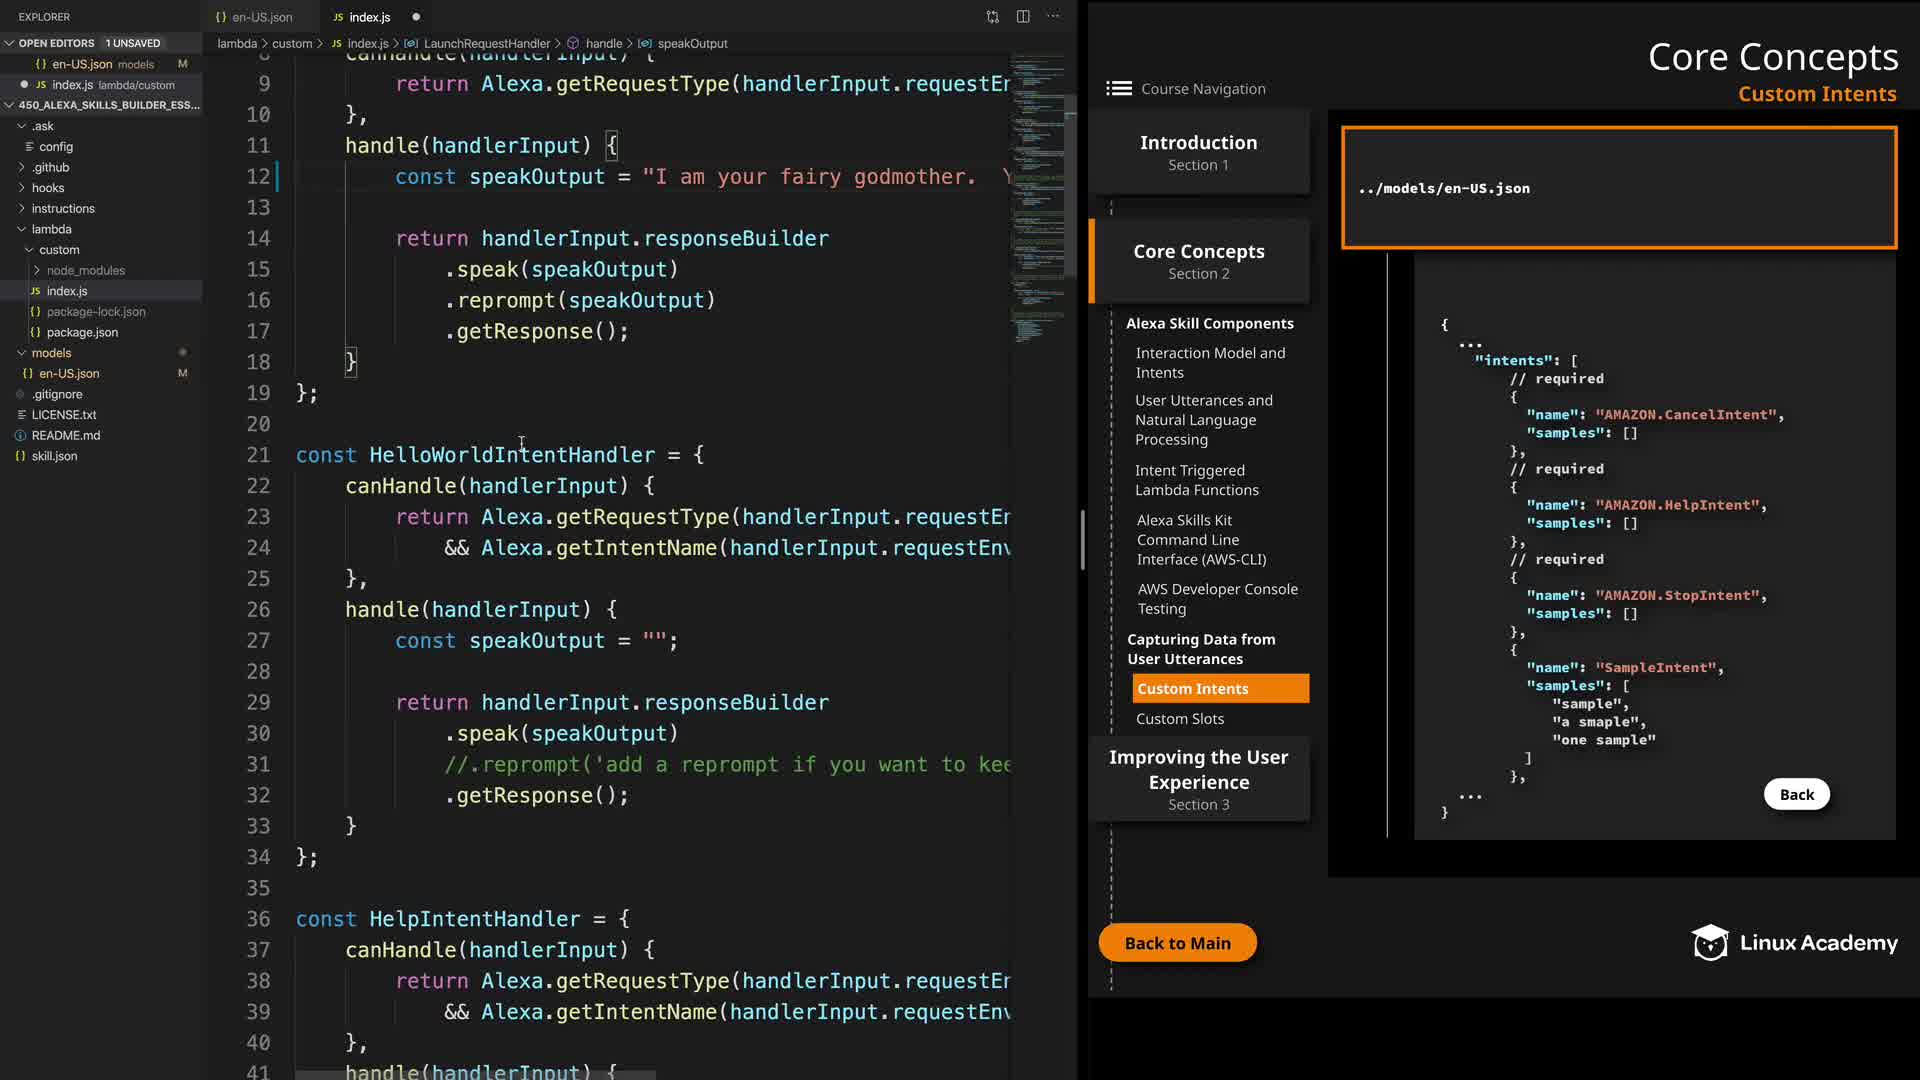 EXPLORER
OPEN EDITORS 1 UNSAVED
{} en-US.json models M
JS index.js lambda/custom
450_ALEXA_SKILLS_BUILDER_ESS...
.ask
config
.github
hooks
instructions
lambda
custom
node_modules
JS index.js
{} package-lock.json
{} package.json
models
{} en-US.json M
.gitignore
LICENSE.txt
README.md
{} skill.json
{} en-US.json
JS index.js
lambda > custom > JS index.js > LaunchRequestHandler > handle > speakOutput
8 canHandle(handlerInput) {
9 return Alexa.getRequestType(handlerInput.requestEn
10 },
11 handle(handlerInput) {
12 const speakOutput = "I am your fairy godmother. Y
13
14 return handlerInput.responseBuilder
15 .speak(speakOutput)
16 .reprompt(speakOutput)
17 .getResponse();
18 }
19 };
20
21 const HelloWorldIntentHandler = {
22 canHandle(handlerInput) {
23 return Alexa.getRequestType(handlerInput.requestEn
24 && Alexa.getIntentName(handlerInput.requestEnv
25 },
26 handle(handlerInput) {
27 const speakOutput = "";
28
29 return handlerInput.responseBuilder
30 .speak(speakOutput)
31 //.reprompt('add a reprompt if you want to kee
32 .getResponse();
33 }
34 };
35
36 const HelpIntentHandler = {
37 canHandle(handlerInput) {
38 return Alexa.getRequestType(handlerInput.requestEn
39 && Alexa.getIntentName(handlerInput.requestEnv
40 },
41 handle(handlerInput) {
Core Concepts
Custom Intents
Course Navigation
Introduction
Section 1
Core Concepts
Section 2
Alexa Skill Components
Interaction Model and
Intents
User Utterances and
Natural Language
Processing
Intent Triggered
Lambda Functions
Alexa Skills Kit
Command Line
Interface (AWS-CLI)
AWS Developer Console
Testing
Capturing Data from
User Utterances
Custom Intents
Custom Slots
Improving the User
Experience
Section 3
Back to Main
../models/en-US.json
{
...
"intents": [
// required
{
"name": "AMAZON.CancelIntent",
"samples": []
},
// required
{
"name": "AMAZON.HelpIntent",
"samples": []
},
// required
{
"name": "AMAZON.StopIntent",
"samples": []
},
{
"name": "SampleIntent",
"samples": [
"sample",
"a smaple",
"one sample"
]
},
...
}
Back
Linux Academy